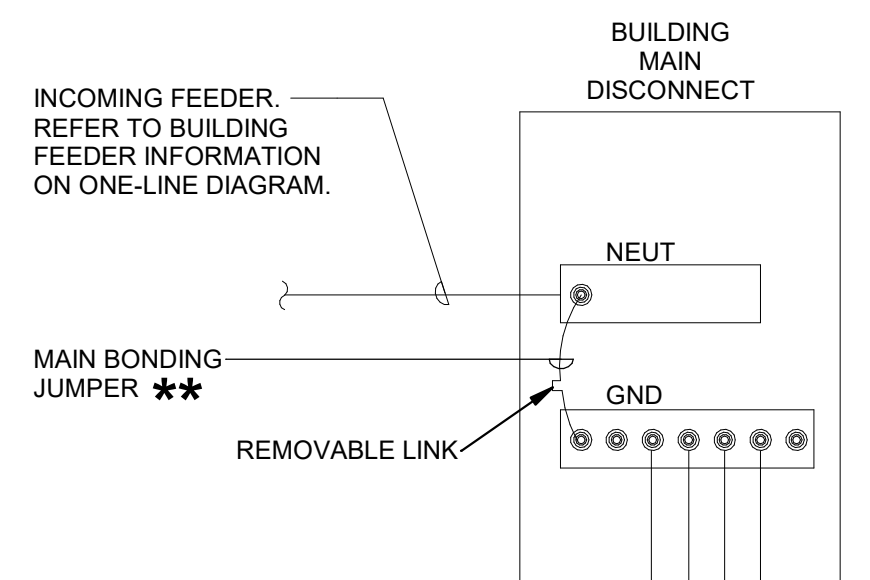 BUILDING
MAIN
DISCONNECT
INCOMING FEEDER.
REFER TO BUILDING
FEEDER INFORMATION
ON ONE-LINE DIAGRAM.
NEUT
MAIN BONDING
JUMPER **
GND
REMOVABLE LINK